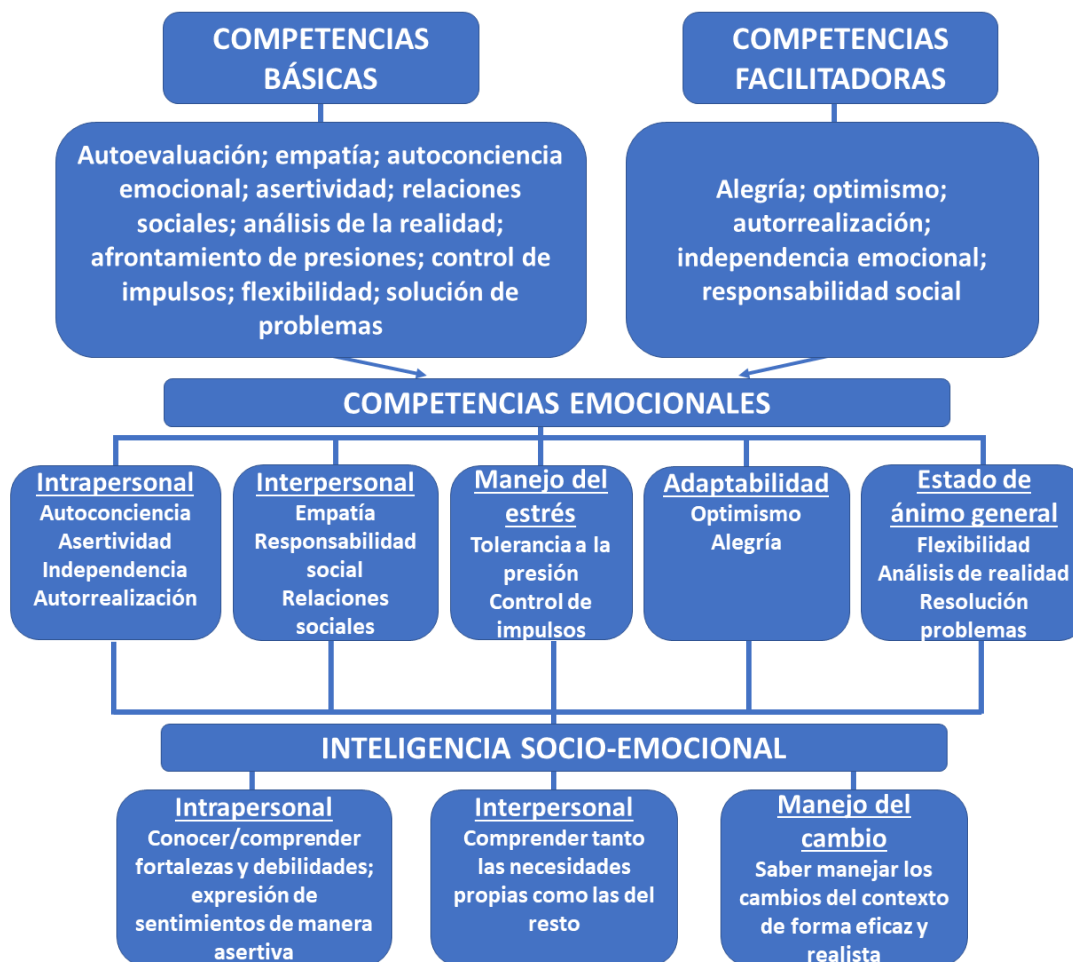 COMPETENCIAS
BÁSICAS
COMPETENCIAS
FACILITADORAS
Autoevaluación; empatía; autoconciencia
emocional; asertividad; relaciones
sociales; análisis de la realidad;
afrontamiento de presiones; control de
impulsos; flexibilidad; solución de
problemas
Alegría; optimismo;
autorrealización;
independencia emocional;
responsabilidad social
COMPETENCIAS EMOCIONALES
Intrapersonal
Autoconciencia
Asertividad
Independencia
Autorrealización
Interpersonal
Empatía
Responsabilidad
social
Relaciones
sociales
Manejo del
estrés
Tolerancia a la
presión
Control de
impulsos
Adaptabilidad
Optimismo
Alegría
Estado de
ánimo general
Flexibilidad
Análisis de realidad
Resolución
problemas
INTELIGENCIA SOCIO-EMOCIONAL
Intrapersonal
Conocer/comprender
fortalezas y debilidades;
expresión de
sentimientos de manera
asertiva
Interpersonal
Comprender tanto
las necesidades
propias como las del
resto
Manejo del
cambio
Saber manejar los
cambios del contexto
de forma eficaz y
realista